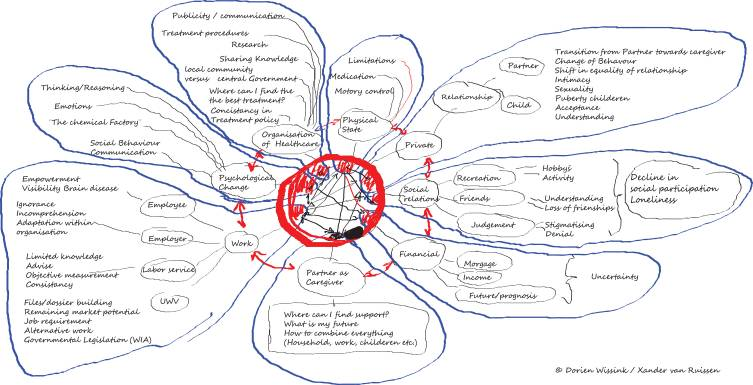 Publicity / communication
Treatment procedures
Research
Sharing Knowledge
local community
versus central Government
Where can I find the
the best treatment?
Concistancy in
Treatment policy
Organisation
of Healthcare
Limitations
Medication
Motory control
Physical
State
Private
Relationship
Partner
Child
Transition from Partner towards caregiver
Change of Behavour
Shift in equality of relationship
Intimacy
Sexuality
Puberty childeren
Acceptance
Understanding
Thinking/Reasoning
Emotions
The chemical Factory
Social Behaviour
Communication
Psychological
Change
Social
relations
Recreation
Hobbys
Activity
Friends
Understanding
Loss of frienships
Judgement
Stigmatising
Denial
Decline in
social participation
Loneliness
Empowerment
Visibility Brain disease
Ignorance
Incomprehension
Adaptation within
organisation
Employee
Employer
Work
Limited knowledge
Advise
Objective measurement
Consistancy
Labor service
UWV
Files/dossier building
Remaining market potential
Job requirement
Alternative work
Governmental Legislation (WIA)
Financial
Morgage
Income
Future/prognosis
Uncertainty
Partner as
Caregiver
Where can I find support?
What is my future
How to combine everything
(Household, work, childeren etc.)
© Dorien Wissink / Xander van Ruissen